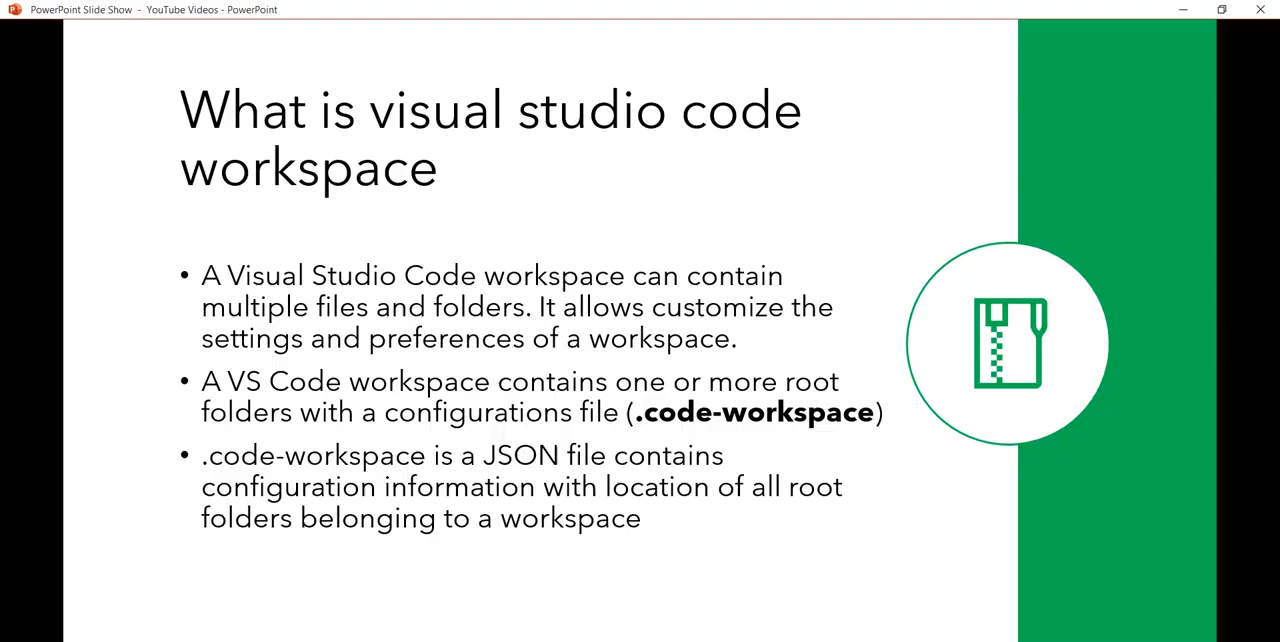 PowerPoint Slide Show - YouTube Videos - PowerPoint
What is visual studio code
workspace
• A Visual Studio Code workspace can contain
multiple files and folders. It allows customize the
settings and preferences of a workspace.
• A VS Code workspace contains one or more root
folders with a configurations file (.code-workspace)
• .code-workspace is a JSON file contains
configuration information with location of all root
folders belonging to a workspace